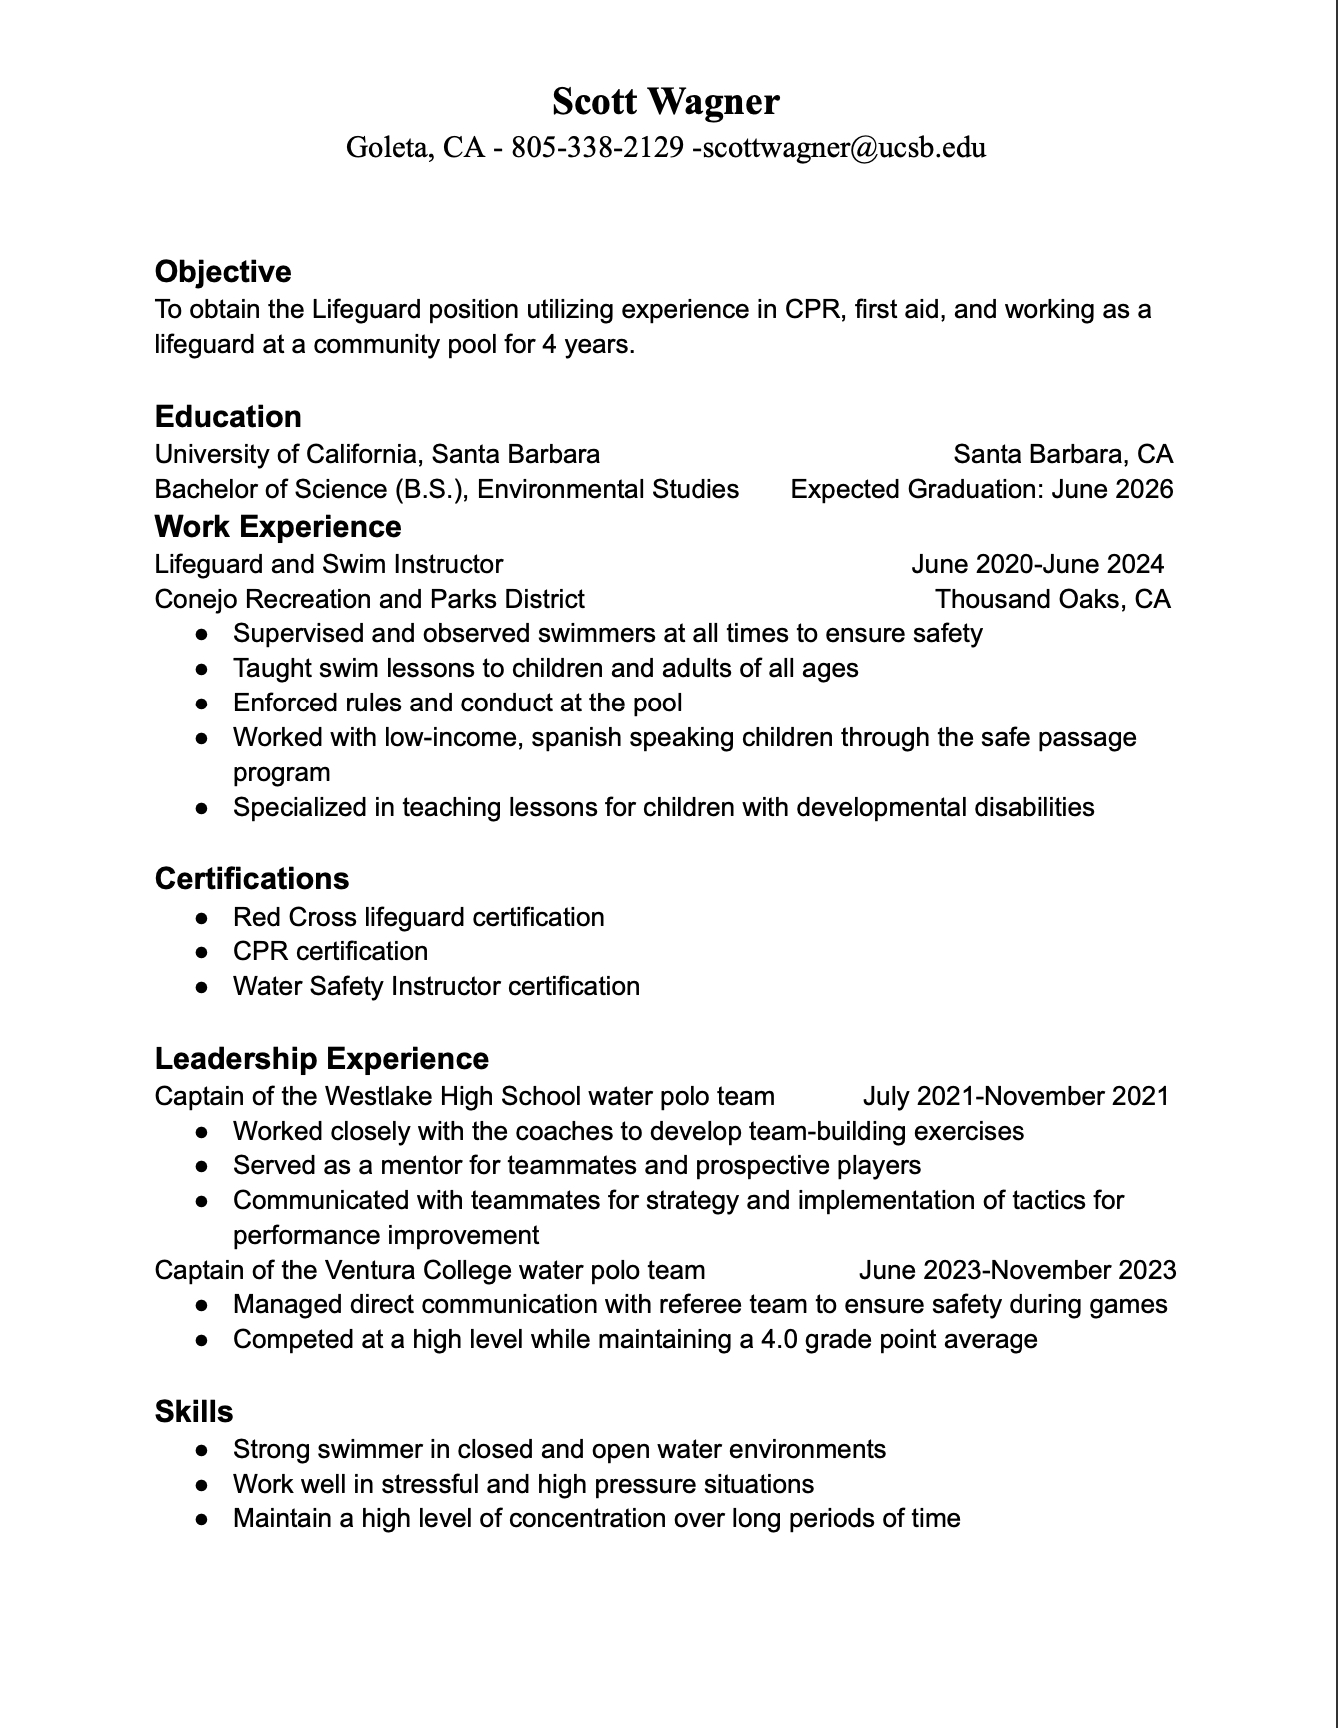 Scott Wagner
Goleta, CA - 805-338-2129 -scottwagner@ucsb.edu
Objective
To obtain the Lifeguard position utilizing experience in CPR, first aid, and working as a
lifeguard at a community pool for 4 years.
Education
University of California, Santa Barbara Santa Barbara, CA
Bachelor of Science (B.S.), Environmental Studies Expected Graduation: June 2026
Work Experience
Lifeguard and Swim Instructor June 2020-June 2024
Conejo Recreation and Parks District Thousand Oaks, CA
● Supervised and observed swimmers at all times to ensure safety
● Taught swim lessons to children and adults of all ages
● Enforced rules and conduct at the pool
● Worked with low-income, spanish speaking children through the safe passage
program
● Specialized in teaching lessons for children with developmental disabilities
Certifications
● Red Cross lifeguard certification
● CPR certification
● Water Safety Instructor certification
Leadership Experience
Captain of the Westlake High School water polo team July 2021-November 2021
● Worked closely with the coaches to develop team-building exercises
● Served as a mentor for teammates and prospective players
● Communicated with teammates for strategy and implementation of tactics for
performance improvement
Captain of the Ventura College water polo team June 2023-November 2023
● Managed direct communication with referee team to ensure safety during games
● Competed at a high level while maintaining a 4.0 grade point average
Skills
● Strong swimmer in closed and open water environments
● Work well in stressful and high pressure situations
● Maintain a high level of concentration over long periods of time